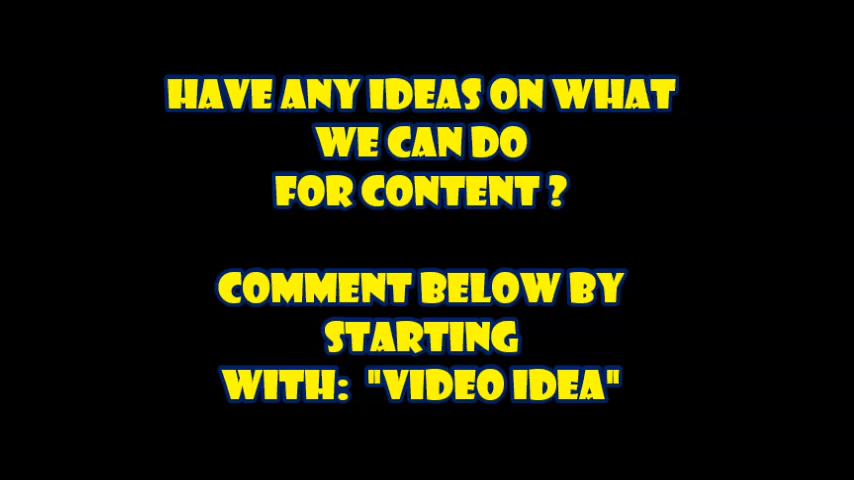 HAVE ANY IDEAS ON WHAT
WE CAN DO
FOR CONTENT ?
COMMENT BELOW BY
STARTING
WITH: "VIDEO IDEA"